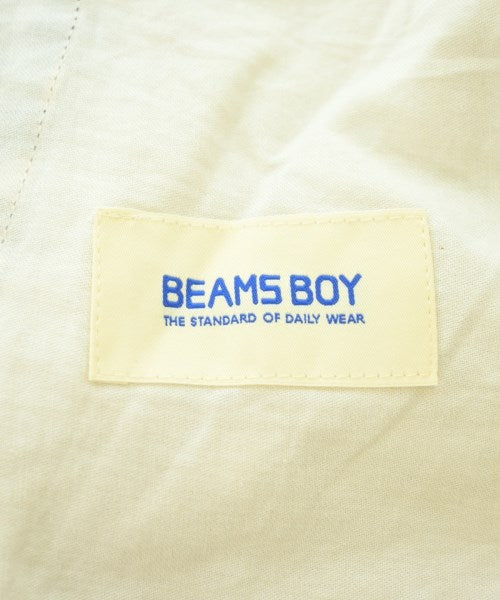 BEAMS BOY
THE STANDARD OF DAILY WEAR